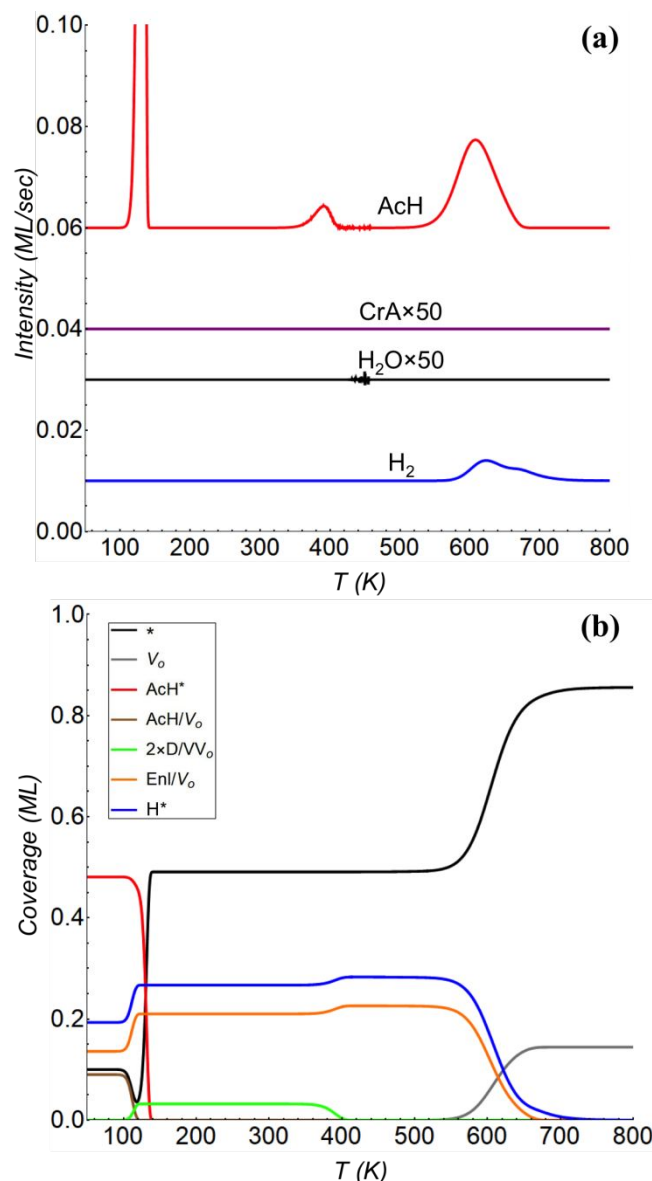 (a)
0.10
0.08
0.06
0.04
0.02
0.00
Intensity (ML/sec)
AcH
CrA×50
H₂O×50
H₂
100 200 300 400 500 600 700 800
T (K)
(b)
1.0
0.8
0.6
0.4
0.2
0.0
Coverage (ML)
*
Vₒ
AcH*
AcH/Vₒ
2×D/VVₒ
Enl/Vₒ
H*
100 200 300 400 500 600 700 800
T (K)